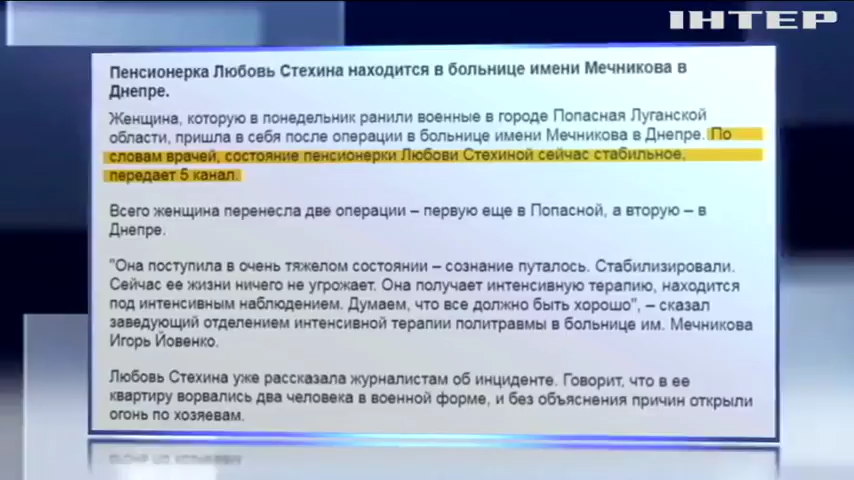 ІНТЕР
Пенсионерка Любовь Стехина находится в больнице имени Мечникова в
Днепре.
Женщина, которую в понедельник ранили военные в городе Попасная Луганской
области, пришла в себя после операции в больнице имени Мечникова в Днепре. По
словам врачей, состояние пенсионерки Любови Стехиной сейчас стабильное,
передает 5 канал.
Всего женщина перенесла две операции – первую еще в Попасной, а вторую – в
Днепре.
"Она поступила в очень тяжелом состоянии – сознание путалось. Стабилизировали.
Сейчас ее жизни ничего не угрожает. Она получает интенсивную терапию, находится
под интенсивным наблюдением. Думаем, что все должно быть хорошо", – сказал
заведующий отделением интенсивной терапии политравмы в больнице им. Мечникова
Игорь Йовенко.
Любовь Стехина уже рассказала журналистам об инциденте. Говорит, что в ее
квартиру ворвались два человека в военной форме, и без объяснения причин открыли
огонь по хозяевам.